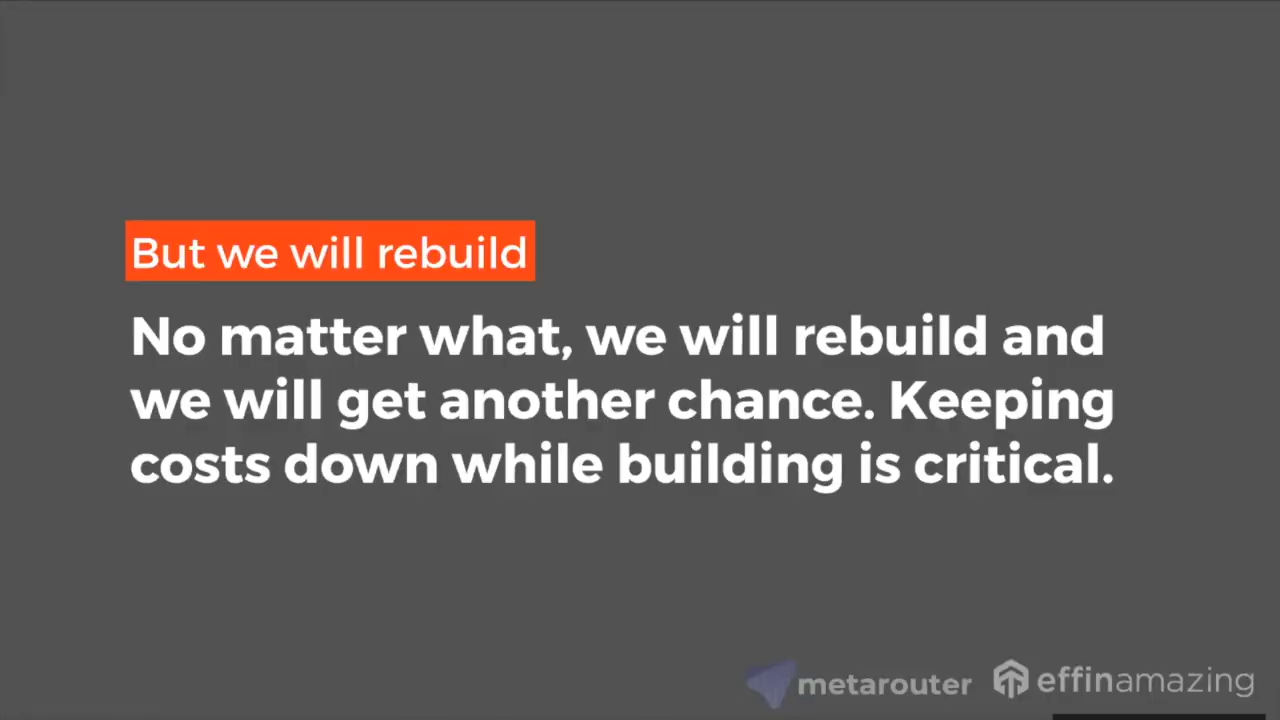 But we will rebuild
No matter what, we will rebuild and
we will get another chance. Keeping
costs down while building is critical.
metarouter effinamazing